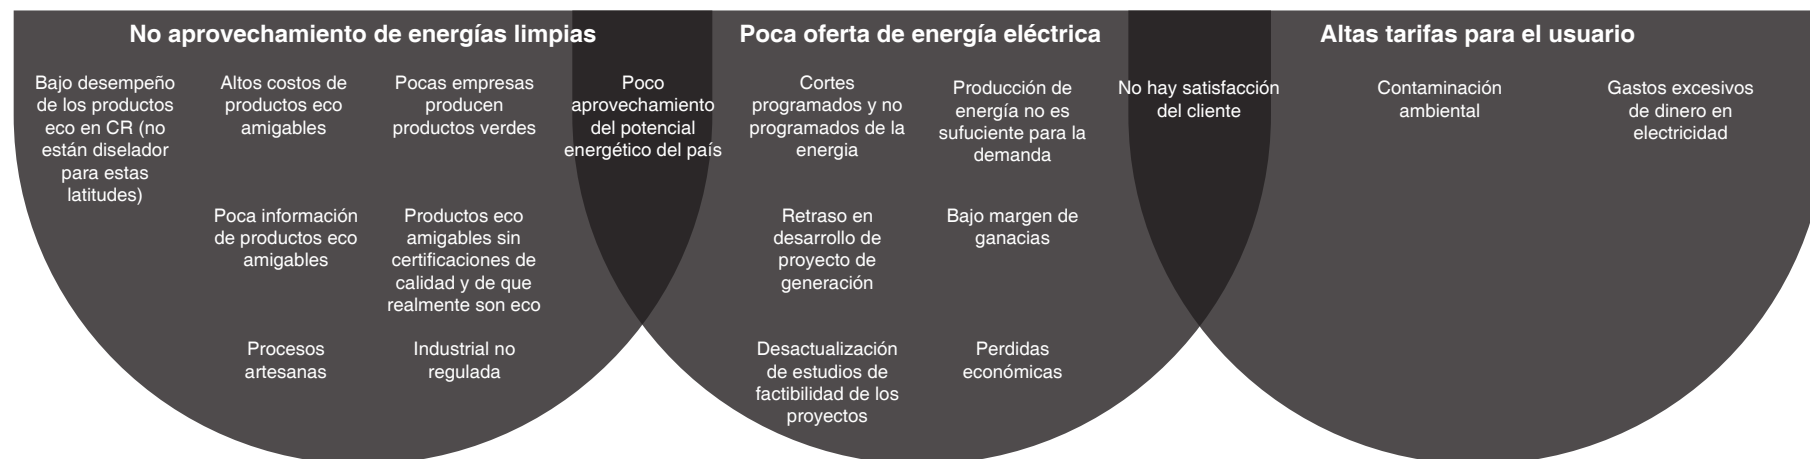 No aprovechamiento de energías limpias
Bajo desempeño
de los productos
eco en CR (no
están diselador
para estas
latitudes)
Altos costos de
productos eco
amigables
Pocas empresas
producen
productos verdes
Poca información
de productos eco
amigables
Productos eco
amigables sin
certificaciones de
calidad y de que
realmente son eco
Procesos
artesanas
Industrial no
regulada
Poco
aprovechamiento
del potencial
energético del país
Poca oferta de energía eléctrica
Cortes
programados y no
programados de la
energia
Producción de
energía no es
sufuciente para la
demanda
Retraso en
desarrollo de
proyecto de
generación
Bajo margen de
ganacias
Desactualización
de estudios de
factibilidad de los
proyectos
Perdidas
económicas
No hay satisfacción
del cliente
Altas tarifas para el usuario
Contaminación
ambiental
Gastos excesivos
de dinero en
electricidad